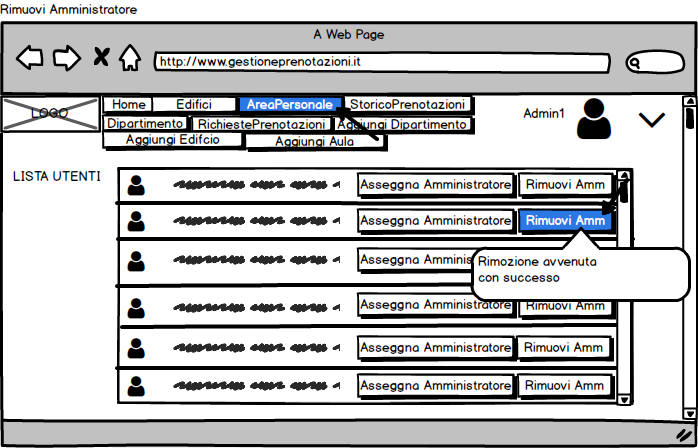 Rimuovi Amministratore
A Web Page
http://www.gestioneprenotazioni.it
LOGO
Home Edifici AreaPersonale StoricoPrenotazioni
Admin1
Dipartimento RichiestePrenotazioni Aggiungi Dipartimento
Aggiungi Edifcio Aggiungi Aula
LISTA UTENTI
Asseggna Amministratore Rimuovi Amm
Asseggna Amministratore Rimuovi Amm
Asseggna Amminis
Rimozione avvenuta
con successo
Asseggna Amministratore Rimuovi Amm
Asseggna Amministratore Rimuovi Amm
Asseggna Amministratore Rimuovi Amm